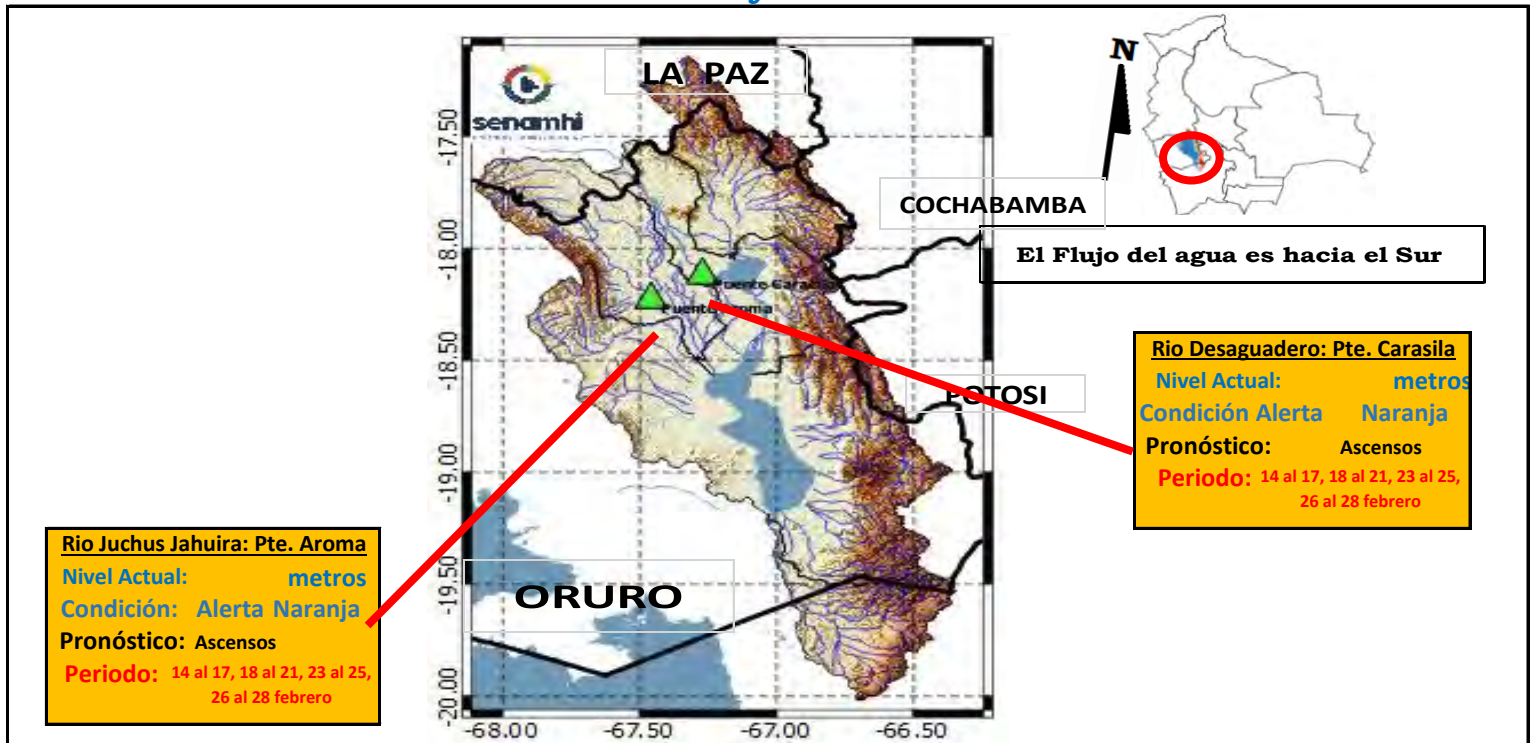 LA PAZ
senamhi
N
COCHABAMBA
El Flujo del agua es hacia el Sur
POTOSI
ORURO
Puente
Rio Desaguadero: Pte. Carasila
Nivel Actual: metros
Condición Alerta Naranja
Pronóstico: Ascensos
Periodo: 14 al 17, 18 al 21, 23 al 25,
26 al 28 febrero
Rio Juchus Jahuira: Pte. Aroma
Nivel Actual: metros
Condición: Alerta Naranja
Pronóstico: Ascensos
Periodo: 14 al 17, 18 al 21, 23 al 25,
26 al 28 febrero
-17.50
-18.00
-18.50
-19.00
-19.50
-20.00
-68.00 -67.50 -67.00 -66.50